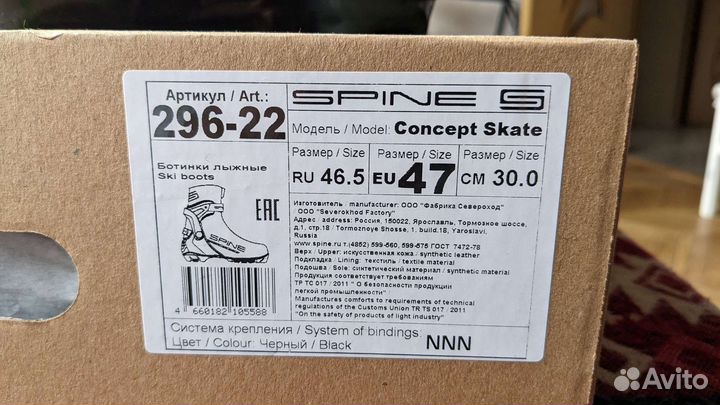 Артикул / Art.:
296-22
SPINE
Модель / Model: Concept Skate
Размер / Size
RU 46.5
Размер / Size
EU 47
Размер / Size
CM 30.0
Ботинки лыжные
Ski boots
SPINE
EAC
4 660182 105588
Изготовитель / manufacturer: ООО "Фабрика Североход"
/ OOO "Severokhod Factory"
Адрес / address: Россия, 150022, Ярославль, Тормозное шоссе,
д.1, стр.18 / Tormoznoye Shosse, 1, build.18, Yaroslavl,
Russia
www.spine.ru т.(4852) 599-560, 599-575 ГОСТ 7472-78
Верх / Upper: искусственная кожа / synthetic leather
Подкладка / Lining: текстиль / textile material
Подошва / Sole: синтетический материал / synthetic material
Продукция соответствует требованиям
ТР ТС 017 / 2011 " О безопасности продукции
легкой промышленности"
Manufactures comforts to requirements of technical
regulations of the Customs Union TR TS 017 / 2011
"On the safety of products of light industry"
Система крепления / System of bindings
NNN
Цвет / Colour: Черный / Black
Avito